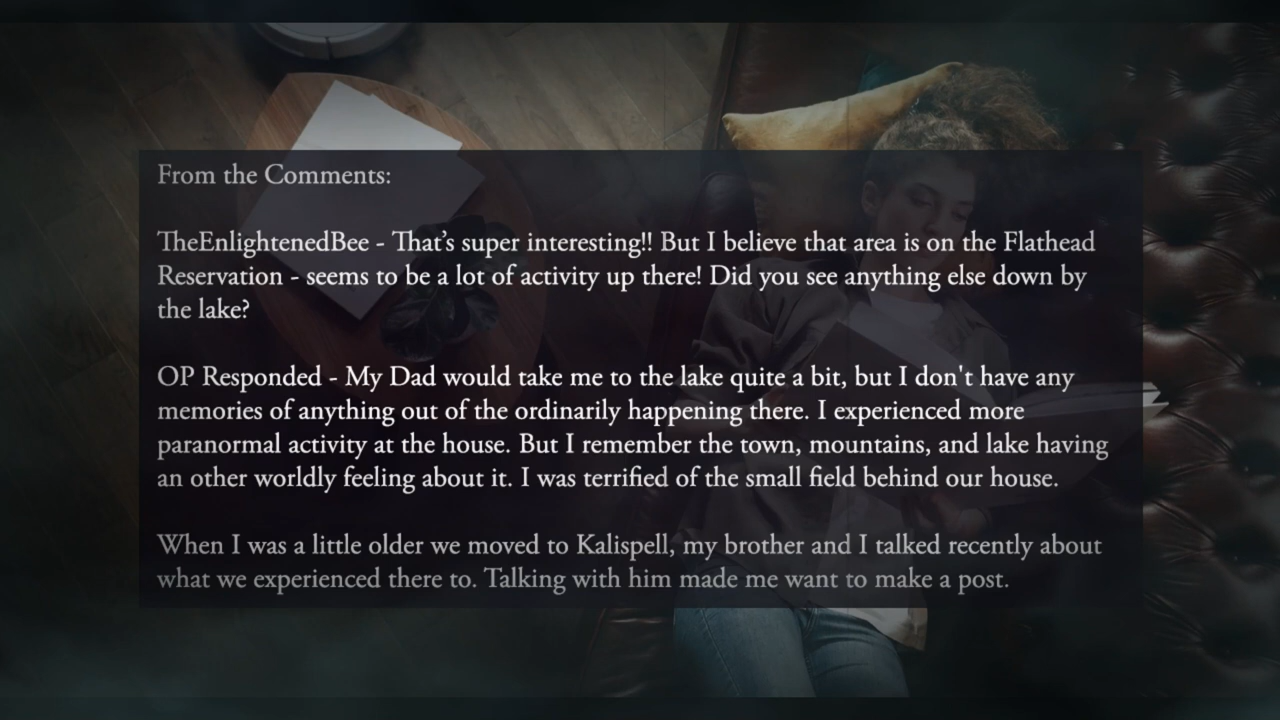 From the Comments:
TheEnlightenedBee - That's super interesting!! But I believe that area is on the Flathead
Reservation - seems to be a lot of activity up there! Did you see anything else down by
the lake?
OP Responded - My Dad would take me to the lake quite a bit, but I don't have any
memories of anything out of the ordinarily happening there. I experienced more
paranormal activity at the house. But I remember the town, mountains, and lake having
an other worldly feeling about it. I was terrified of the small field behind our house.
When I was a little older we moved to Kalispell, my brother and I talked recently about
what we experienced there to. Talking with him made me want to make a post.